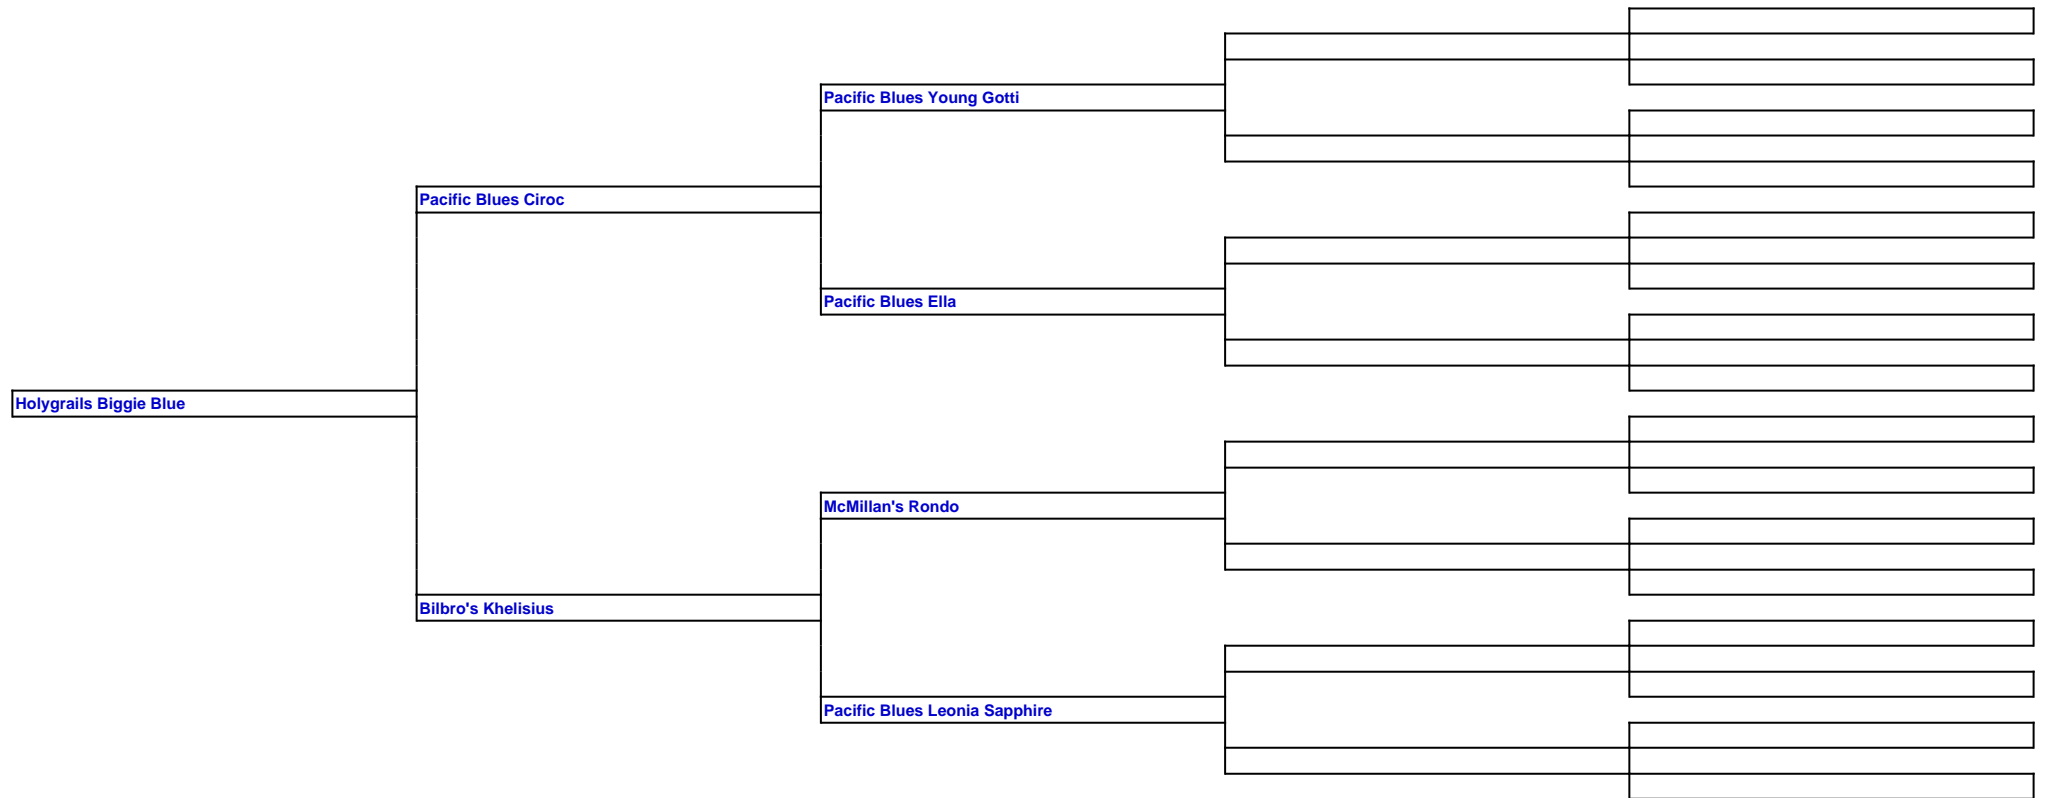 Pacific Blues Young Gotti
Pacific Blues Ciroc
Pacific Blues Ella
Holygrails Biggie Blue
McMillan's Rondo
Bilbro's Khelisius
Pacific Blues Leonia Sapphire